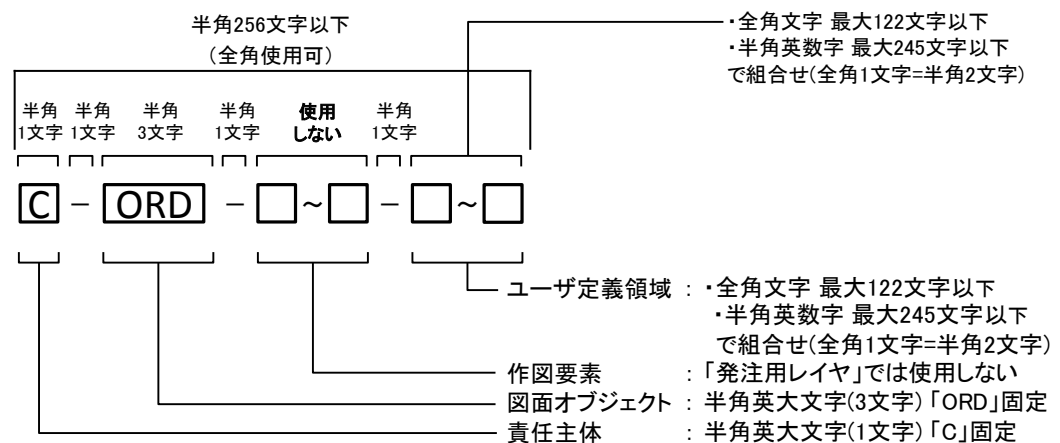 半角256文字以下
(全角使用可)
・全角文字 最大122文字以下
・半角英数字 最大245文字以下
で組合せ(全角1文字=半角2文字)
半角 半角 半角 半角 使用 半角
1文字 1文字 3文字 1文字 しない 1文字
C － ORD － □～□ － □～□
ユーザ定義領域 : ・全角文字 最大122文字以下
・半角英数字 最大245文字以下
で組合せ(全角1文字=半角2文字)
作図要素 : 「発注用レイヤ」では使用しない
図面オブジェクト : 半角英大文字(3文字)「ORD」固定
責任主体 : 半角英大文字(1文字)「C」固定